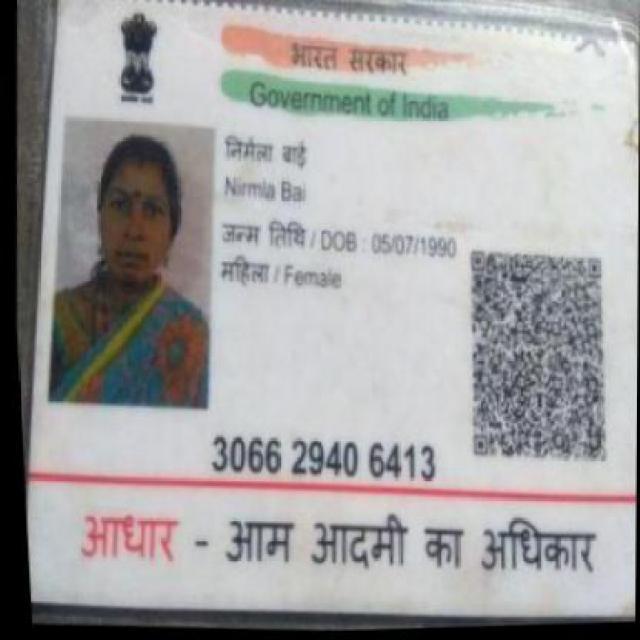 भारत सरकार
Government of India
निर्मला बाई
Nirmla Bai
जन्म तिथि / DOB : 05/07/1990
महिला / Female
3066 2940 6413
आधार - आम आदमी का अधिकार